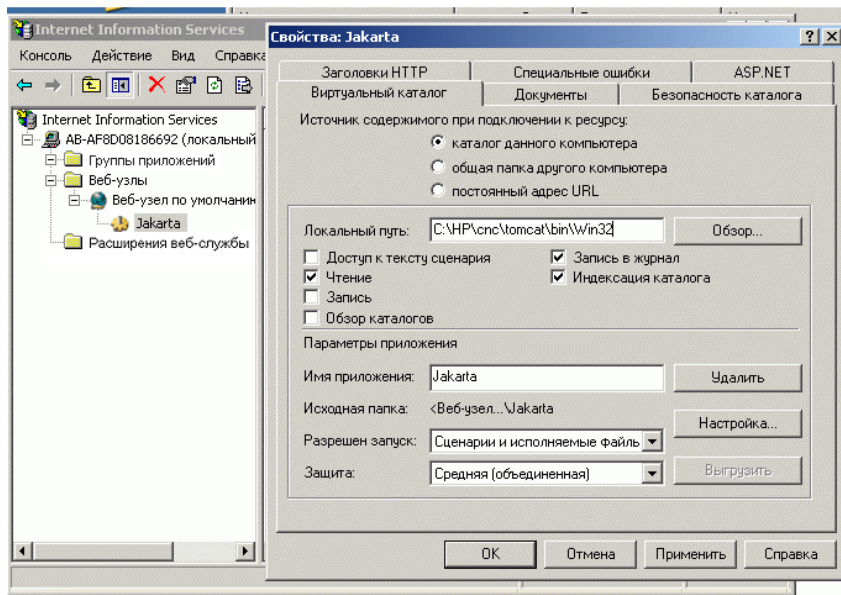 Internet Information Services
Консоль Действие Вид Справка
Internet Information Services
AB-AF8D08186692 (локальный
Группы приложений
Веб-узлы
Веб-узел по умолчанин
Jakarta
Расширения веб-службы
Свойства: Jakarta
Заголовки HTTP Специальные ошибки ASP.NET
Виртуальный каталог Документы Безопасность каталога
Источник содержимого при подключении к ресурсу:
каталог данного компьютера
общая папка другого компьютера
постоянный адрес URL
Локальный путь: C:\HP\cnc\tomcat\bin\Win32 Обзор...
Доступ к тексту сценария Запись в журнал
Чтение Индексация каталога
Запись
Обзор каталогов
Параметры приложения
Имя приложения: Jakarta Удалить
Исходная папка: <Веб-узел...\Jakarta
Настройка...
Разрешен запуск: Сценарии и исполняемые файль
Защита: Средняя (объединенная) Выгрузить
OK Отмена Применить Справка